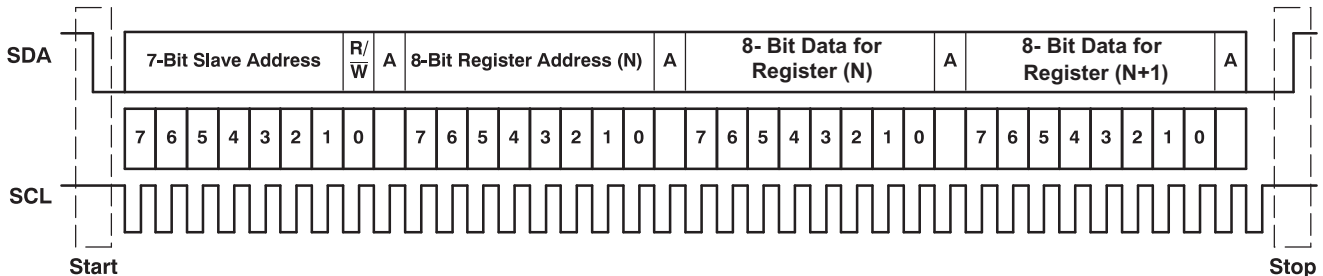 SDA
7-Bit Slave Address
R/
W
A
8-Bit Register Address (N)
A
8- Bit Data for
Register (N)
A
8- Bit Data for
Register (N+1)
A
7 6 5 4 3 2 1 0 7 6 5 4 3 2 1 0 7 6 5 4 3 2 1 0 7 6 5 4 3 2 1 0
SCL
Start
Stop